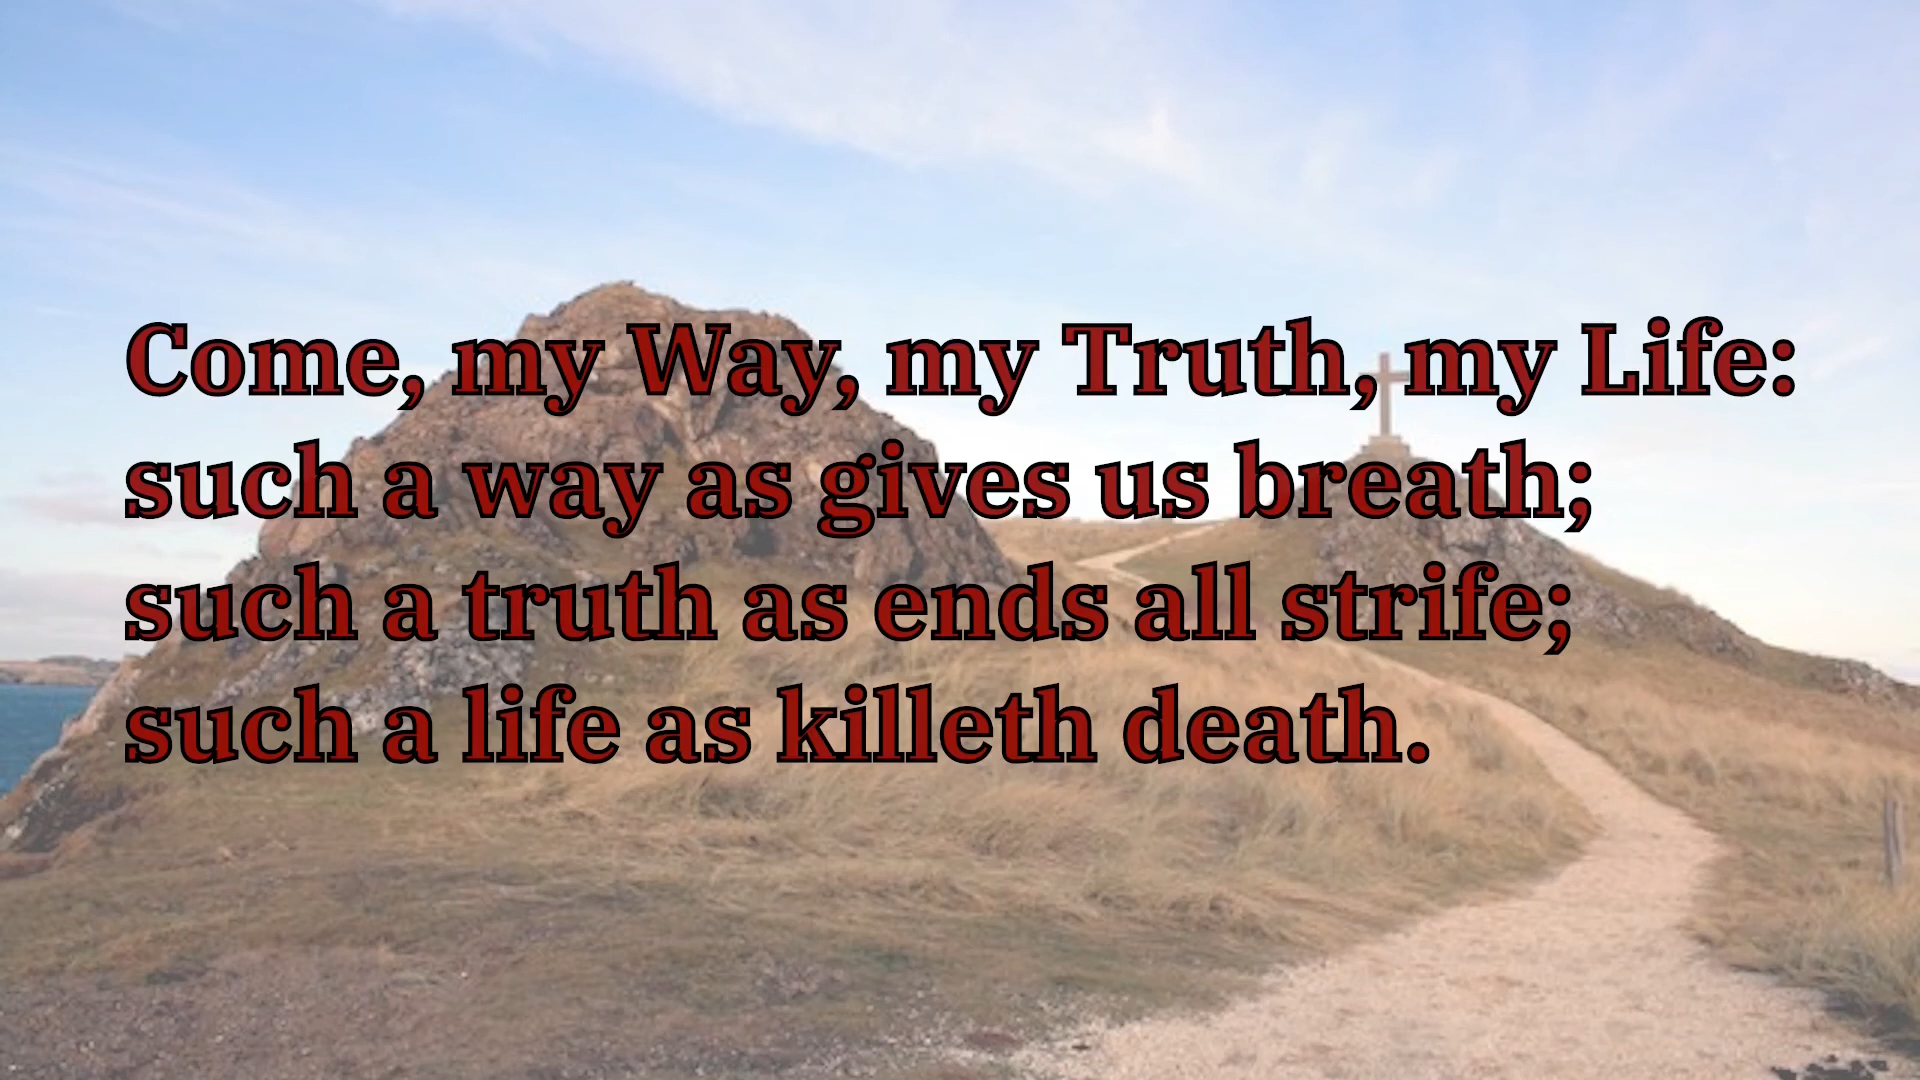 Come, my Way, my Truth, my Life:
such a way as gives us breath;
such a truth as ends all strife;
such a life as killeth death.